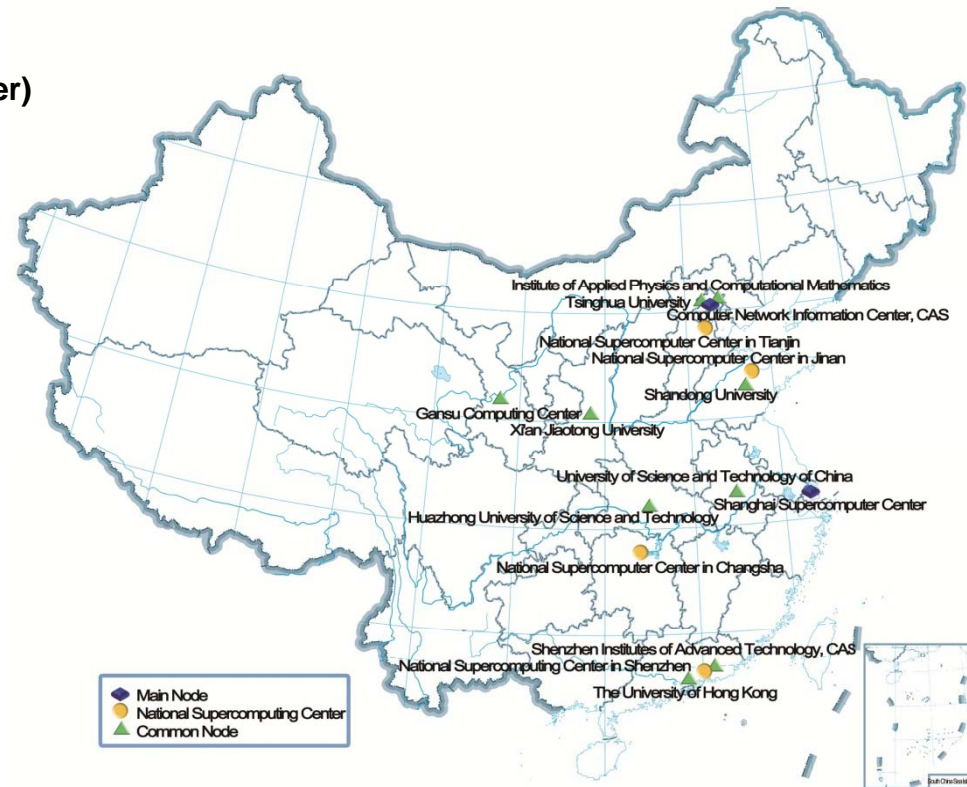 er)
Institute of Applied Physics and Computational Mathematics
Tsinghua University
Computer Network Information Center, CAS
National Supercomputer Center in Tianjin
National Supercomputer Center in Jinan
Shandong University
Gansu Computing Center
Xi'an Jiaotong University
University of Science and Technology of China
Shanghai Supercomputer Center
Huazhong University of Science and Technology
National Supercomputer Center in Changsha
Shenzhen Institutes of Advanced Technology, CAS
National Supercomputing Center in Shenzhen
The University of Hong Kong
Main Node
National Supercomputing Center
Common Node
South China Sea